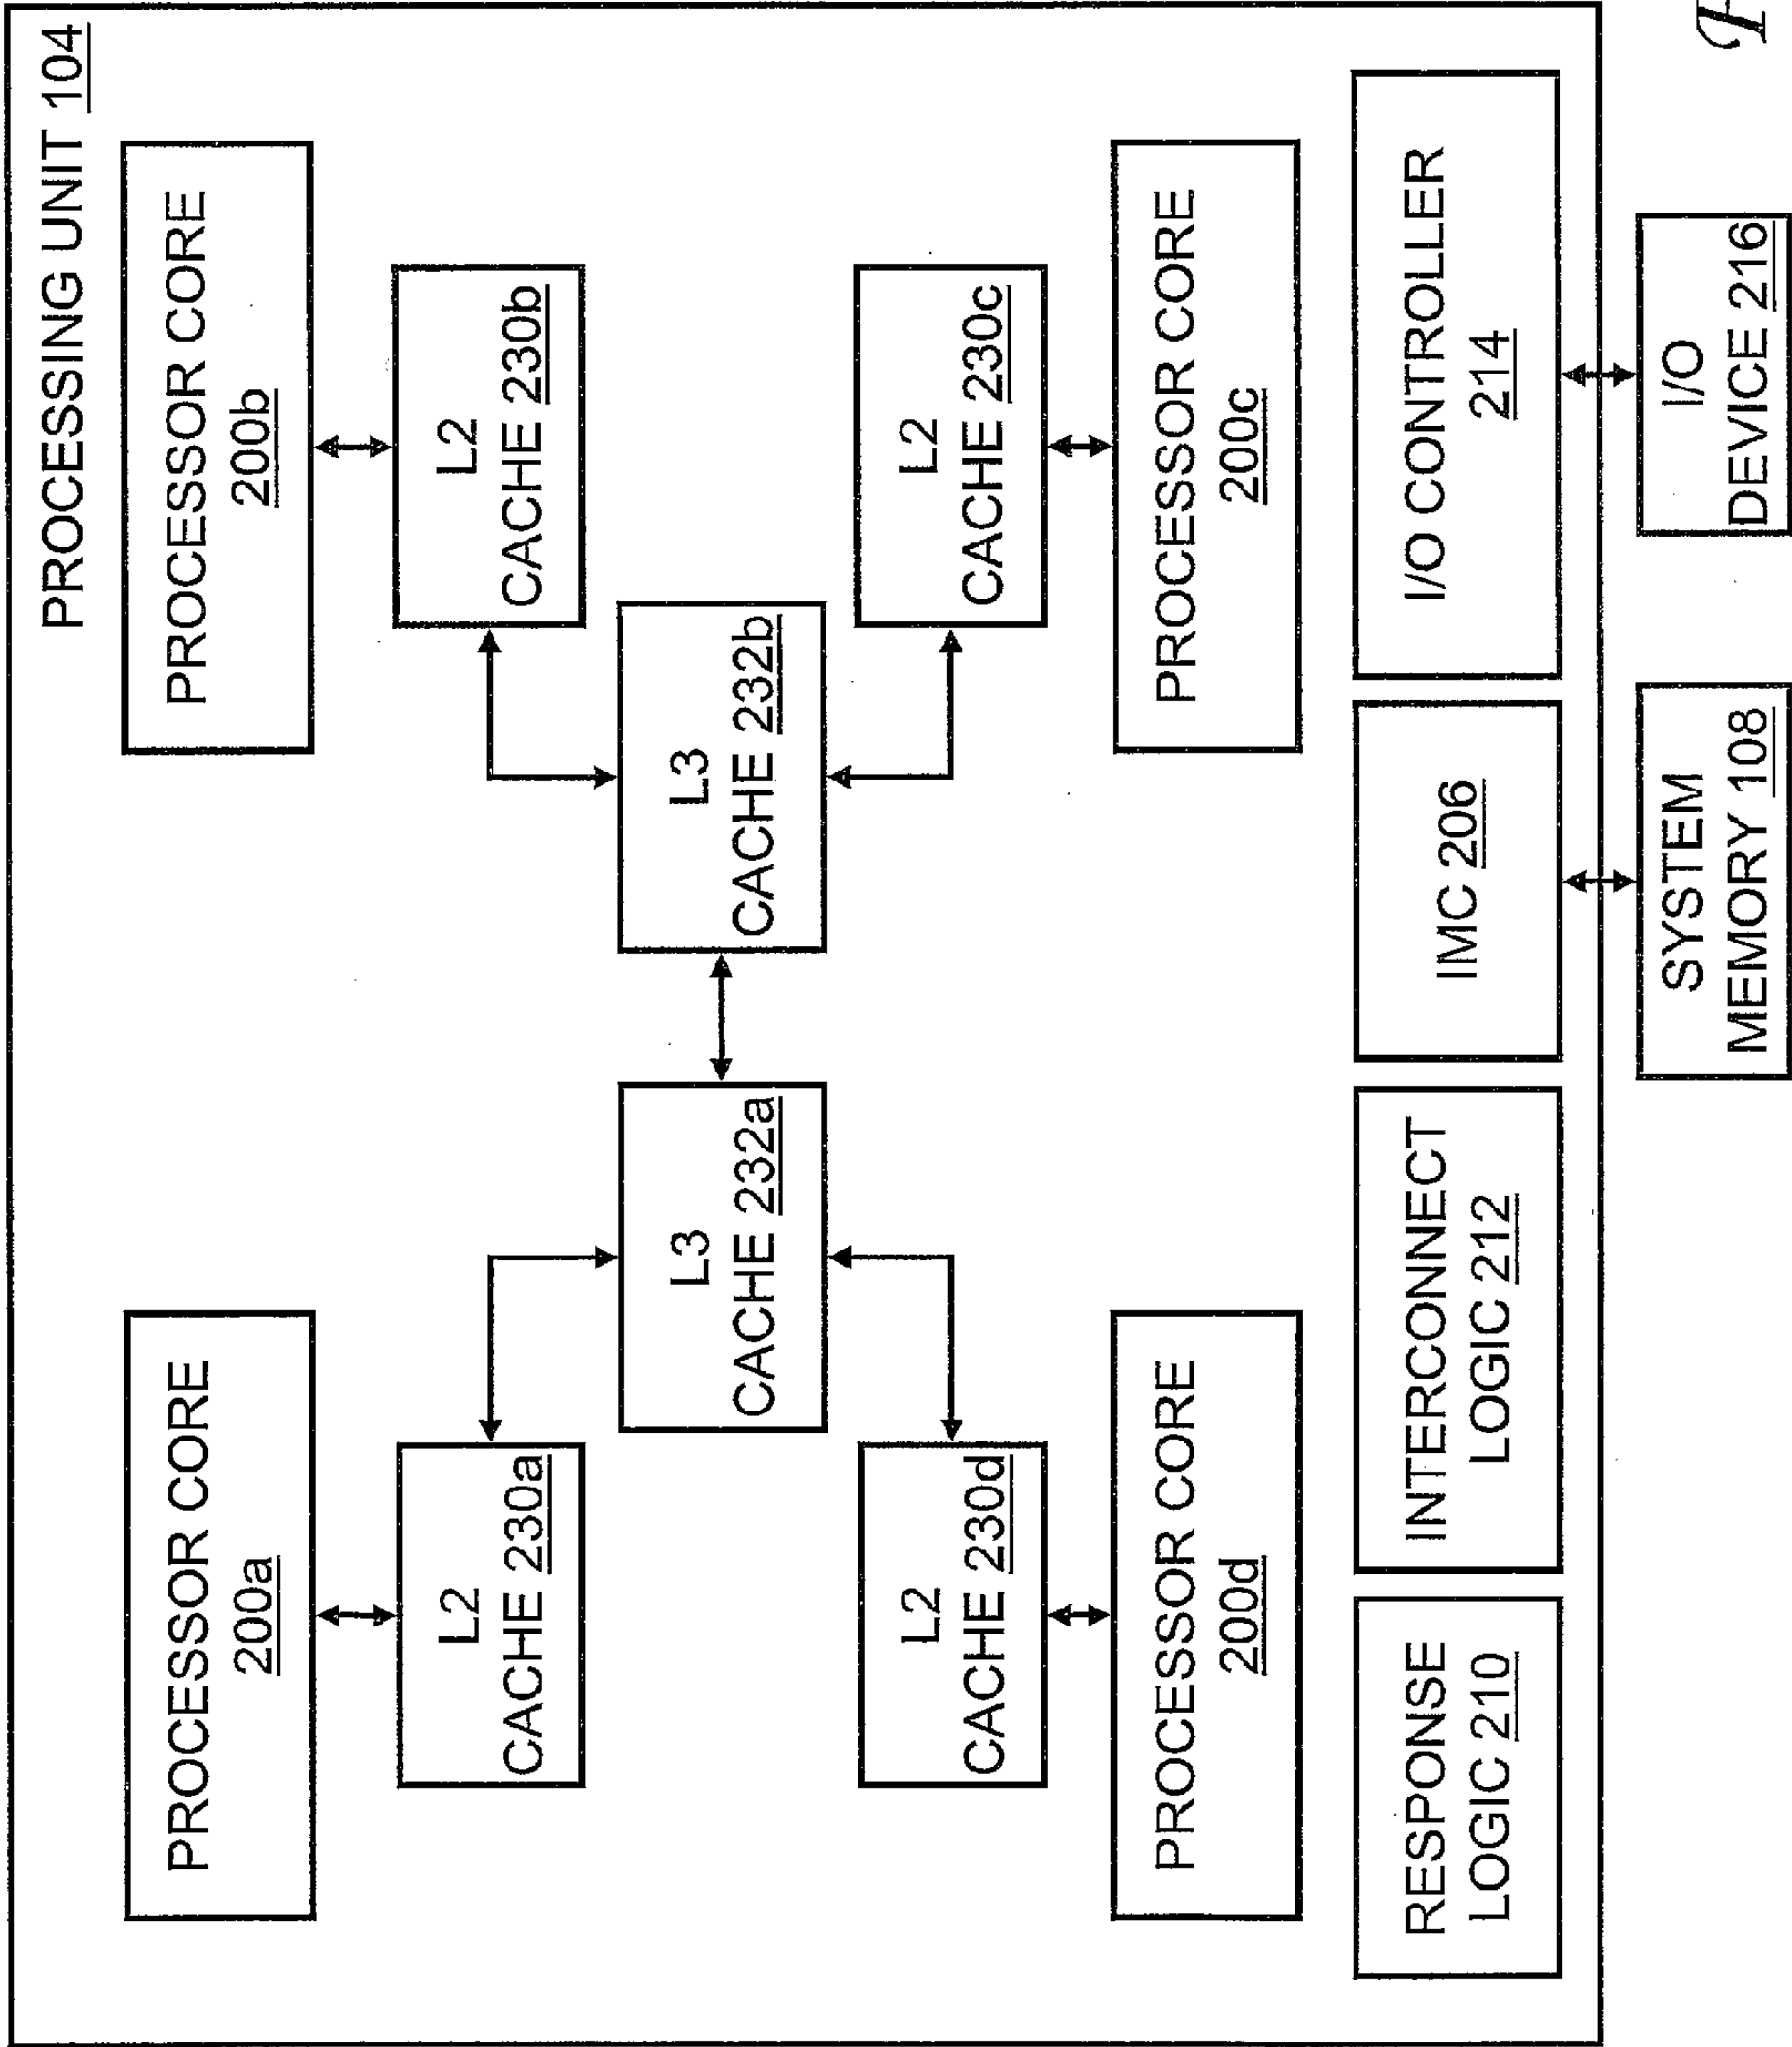 PROCESSING UNIT 104
PROCESSOR CORE
200a
PROCESSOR CORE
200b
L2
CACHE 230a
L2
CACHE 230b
L3
CACHE 232a
L3
CACHE 232b
L2
CACHE 230d
L2
CACHE 230c
PROCESSOR CORE
200d
PROCESSOR CORE
200c
RESPONSE
LOGIC 210
INTERCONNECT
LOGIC 212
IMC 206
I/O CONTROLLER
214
SYSTEM
MEMORY 108
I/O
DEVICE 216